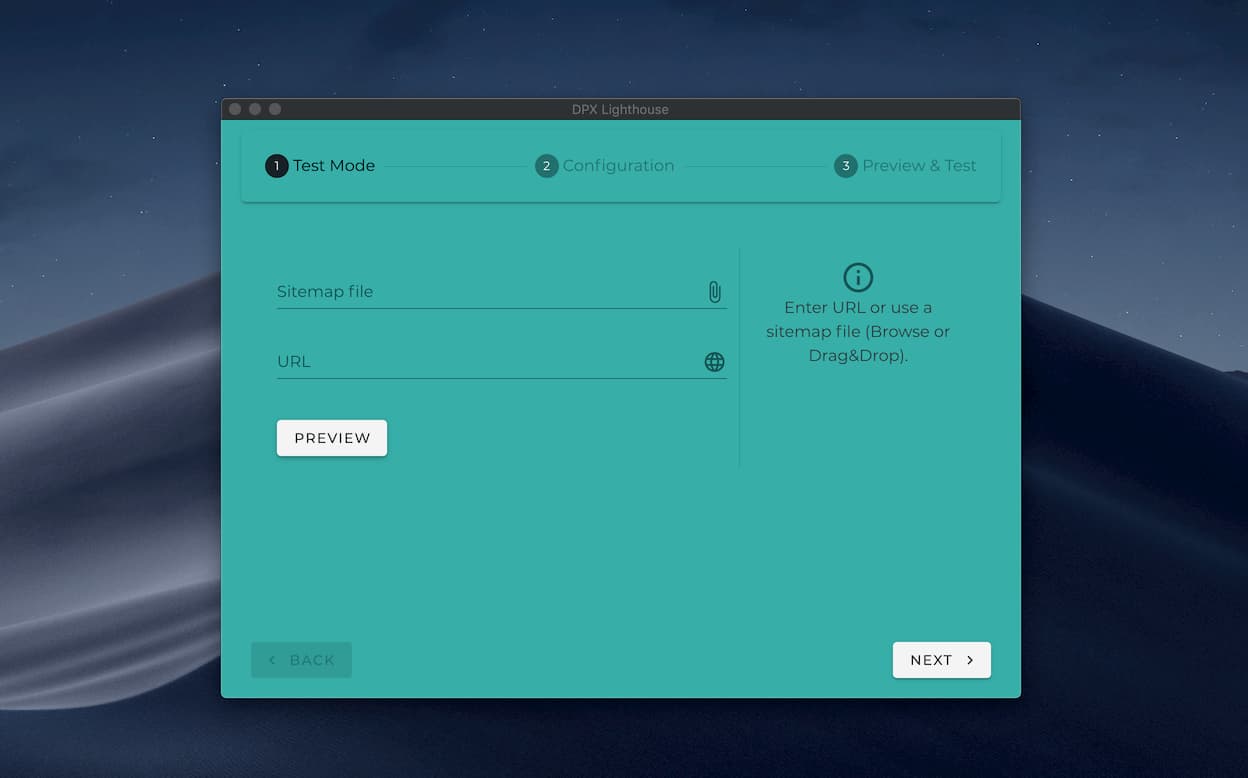 DPX Lighthouse
1 Test Mode
2 Configuration
3 Preview & Test
Sitemap file
URL
PREVIEW
Enter URL or use a
sitemap file (Browse or
Drag&Drop).
BACK
NEXT